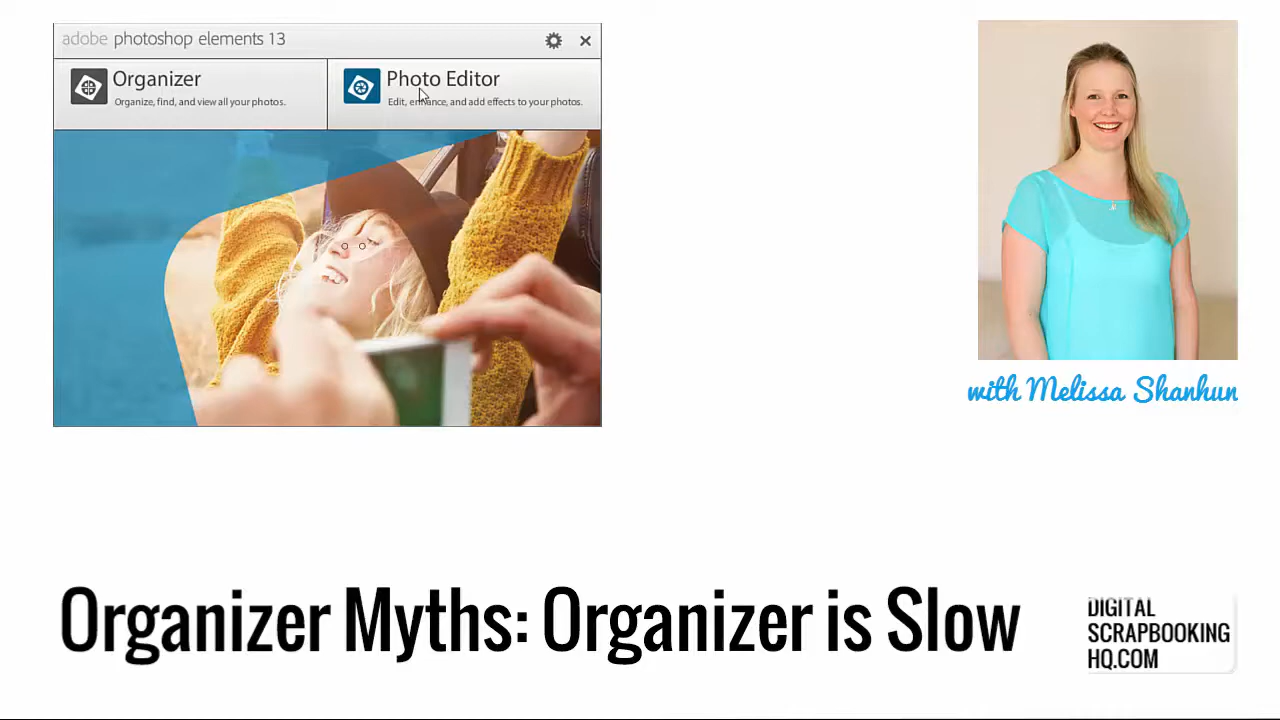 adobe photoshop elements 13
Organizer
Organize, find, and view all your photos.
Photo Editor
Edit, enhance, and add effects to your photos.
with Melissa Shanhun
Organizer Myths: Organizer is Slow
DIGITAL
SCRAPBOOKING
HQ.COM